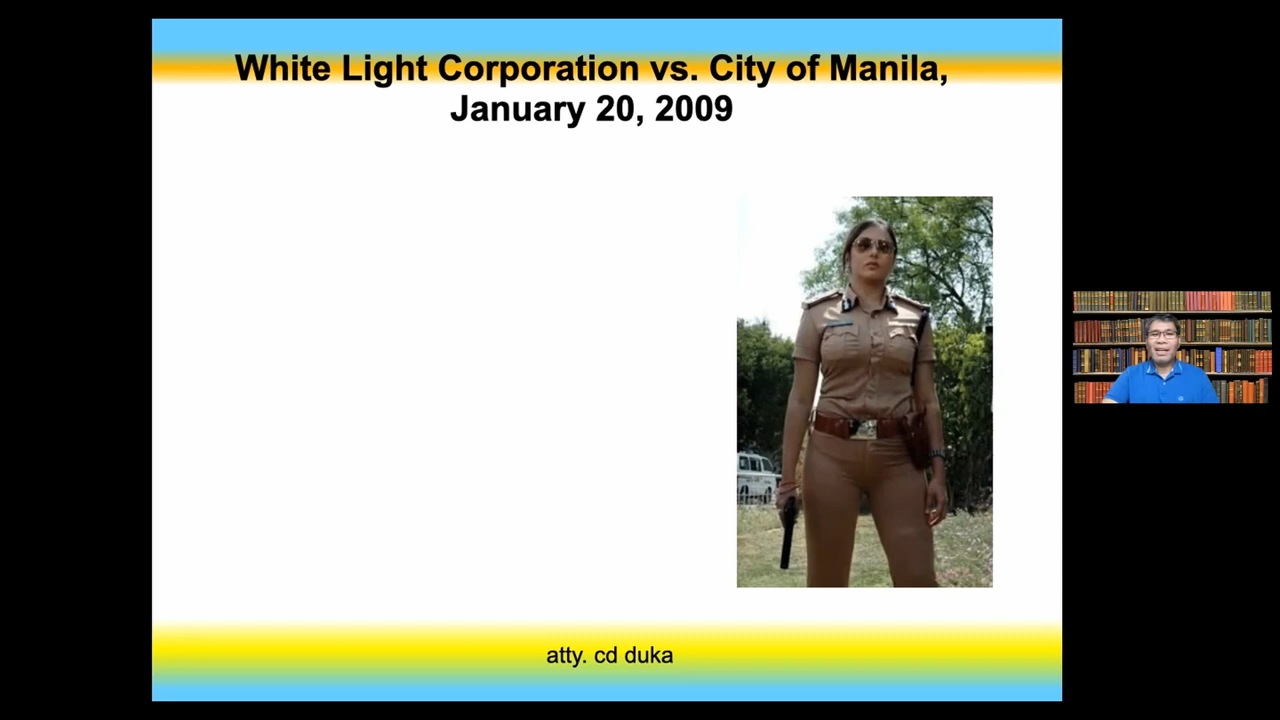 White Light Corporation vs. City of Manila,
January 20, 2009
atty. cd duka